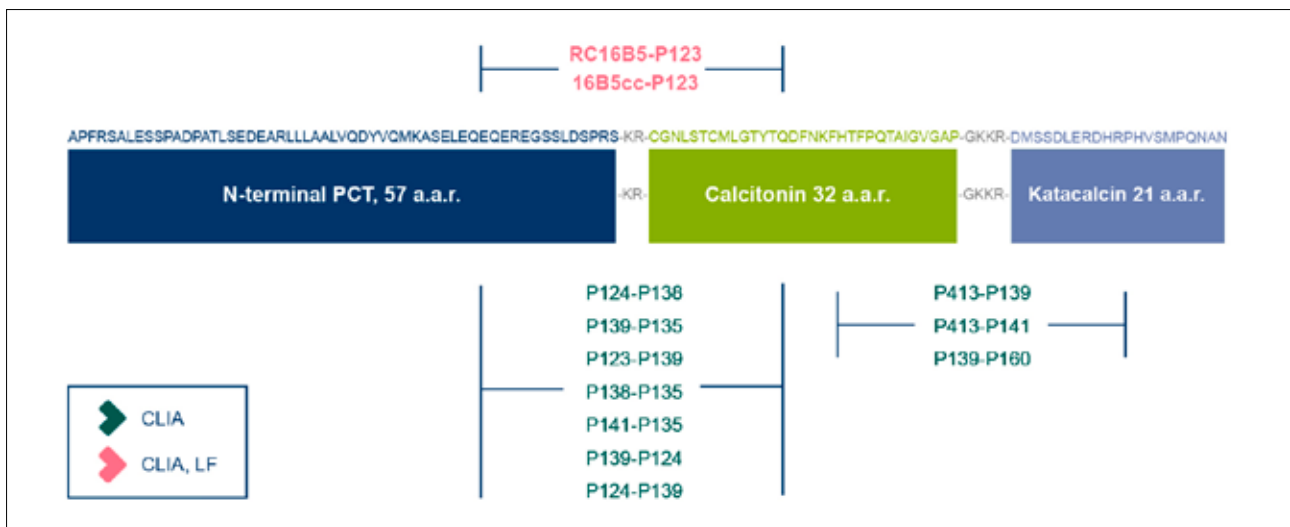 RC16B5-P123
16B5cc-P123
APFRSALESSPADPATLSEDEARLLLAALVQDYVQMKASELEQEQEREGSSLDSPRS-KR-CGNLSTCMLGTYTQDFNKFHTFPQTAIGVGAP-GKKR-DMSSDLERDHRPHVSMPQNAN
N-terminal PCT, 57 a.a.r. -KR- Calcitonin 32 a.a.r. -GKKR- Katacalcin 21 a.a.r.
P124-P138
P139-P135
P123-P139
P138-P135
P141-P135
P139-P124
P124-P139
P413-P139
P413-P141
P139-P160
CLIA
CLIA, LF